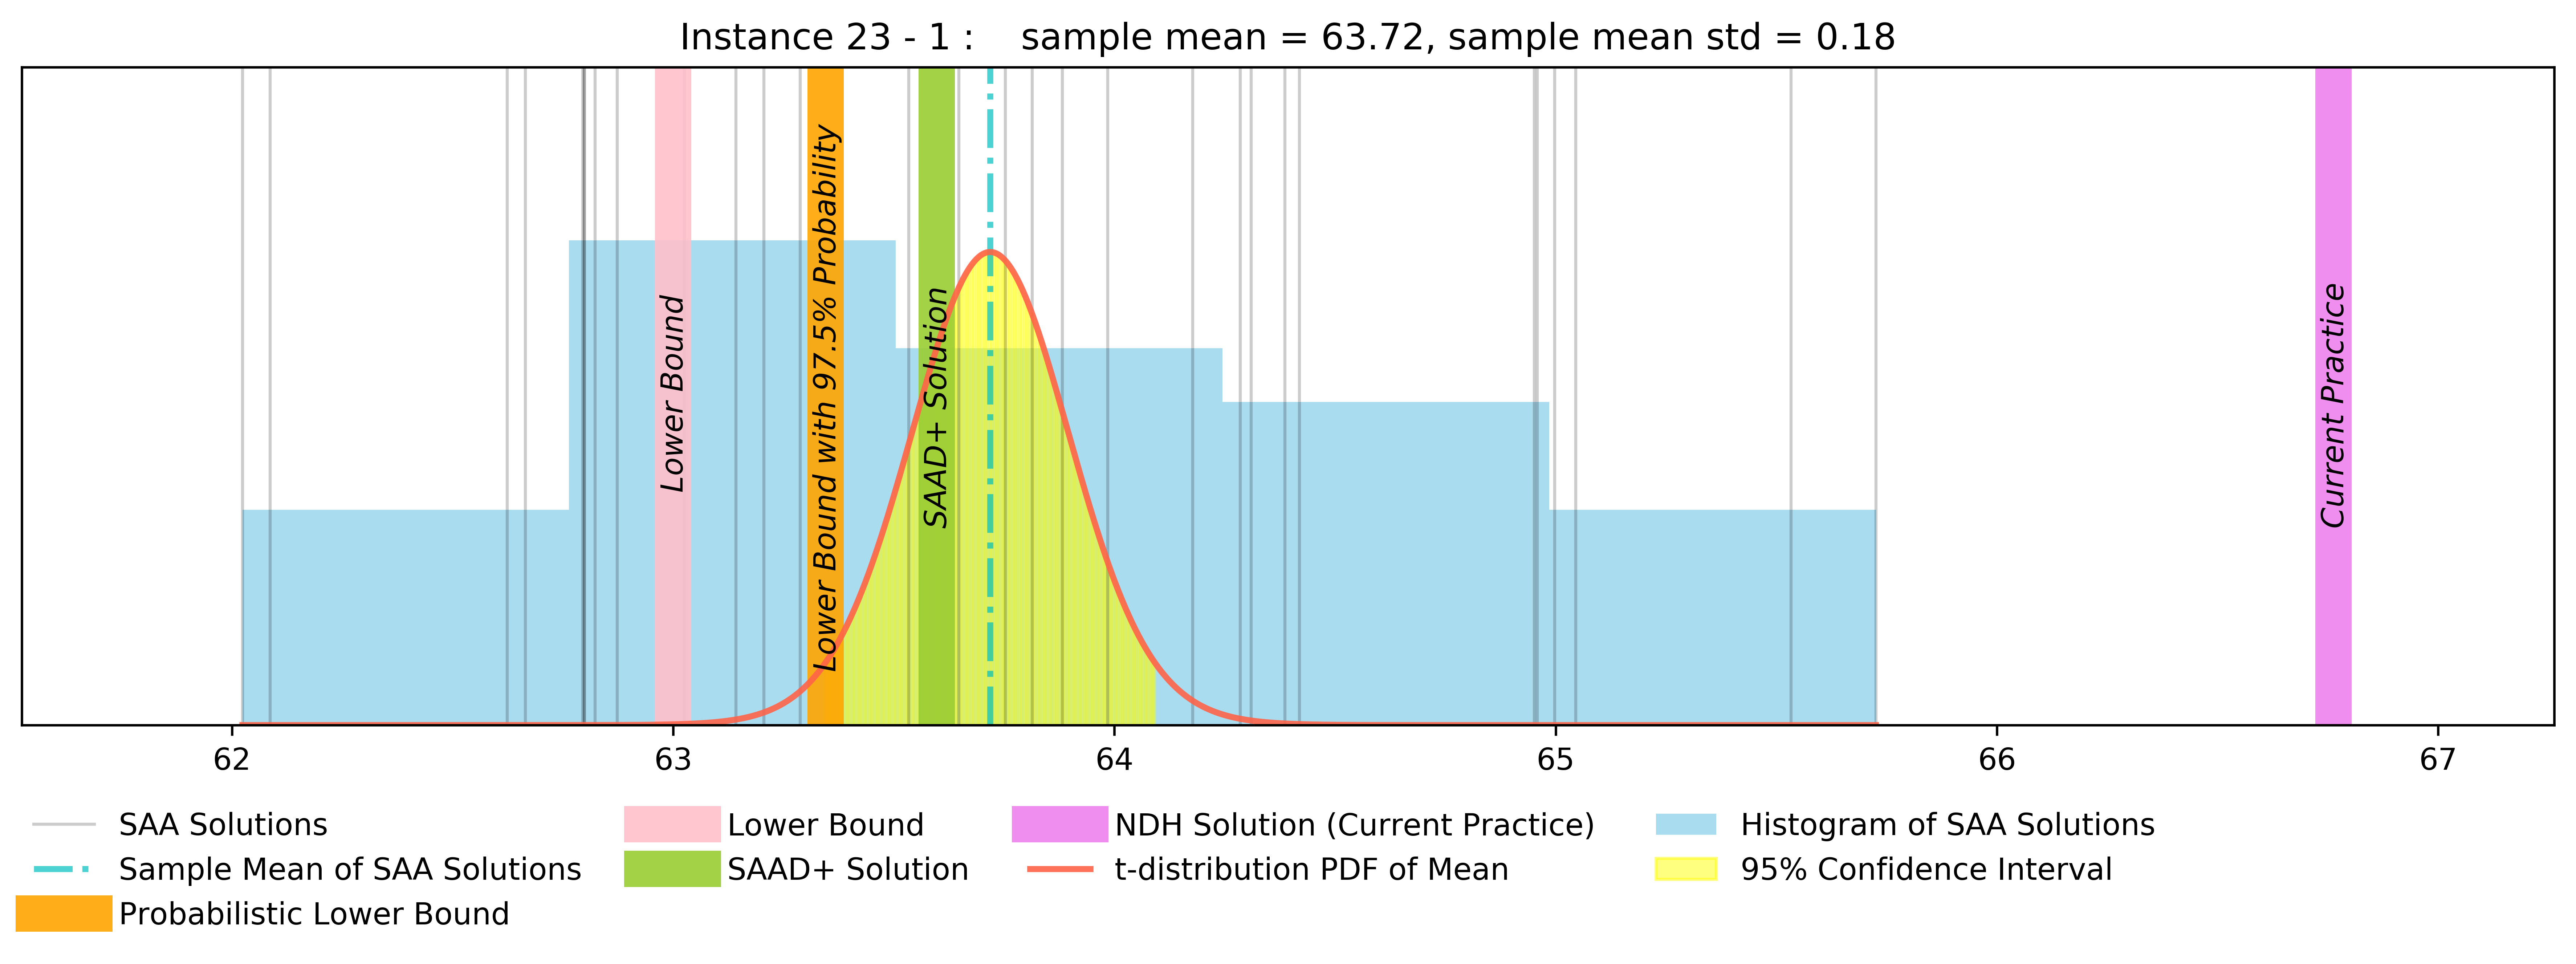 Instance 23 - 1 :    sample mean = 63.72, sample mean std = 0.18
Lower Bound
Lower Bound with 97.5% Probability
SAAD+ Solution
Current Practice
62
63
64
65
66
67
SAA Solutions
Sample Mean of SAA Solutions
Probabilistic Lower Bound
Lower Bound
SAAD+ Solution
NDH Solution (Current Practice)
t-distribution PDF of Mean
Histogram of SAA Solutions
95% Confidence Interval